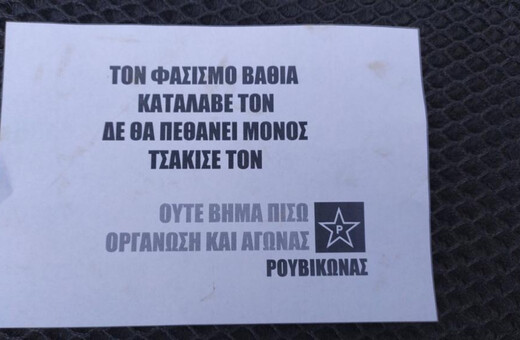 ΤΟΝ ΦΑΣΙΣΜΟ ΒΑΘΙΑ
ΚΑΤΑΛΑΒΕ ΤΟΝ
ΔΕ ΘΑ ΠΕΘΑΝΕΙ ΜΟΝΟΣ
ΤΣΑΚΙΣΕ ΤΟΝ
ΟΥΤΕ ΒΗΜΑ ΠΙΣΩ
ΟΡΓΑΝΩΣΗ ΚΑΙ ΑΓΩΝΑΣ
Ρ
ΡΟΥΒΙΚΩΝΑΣ